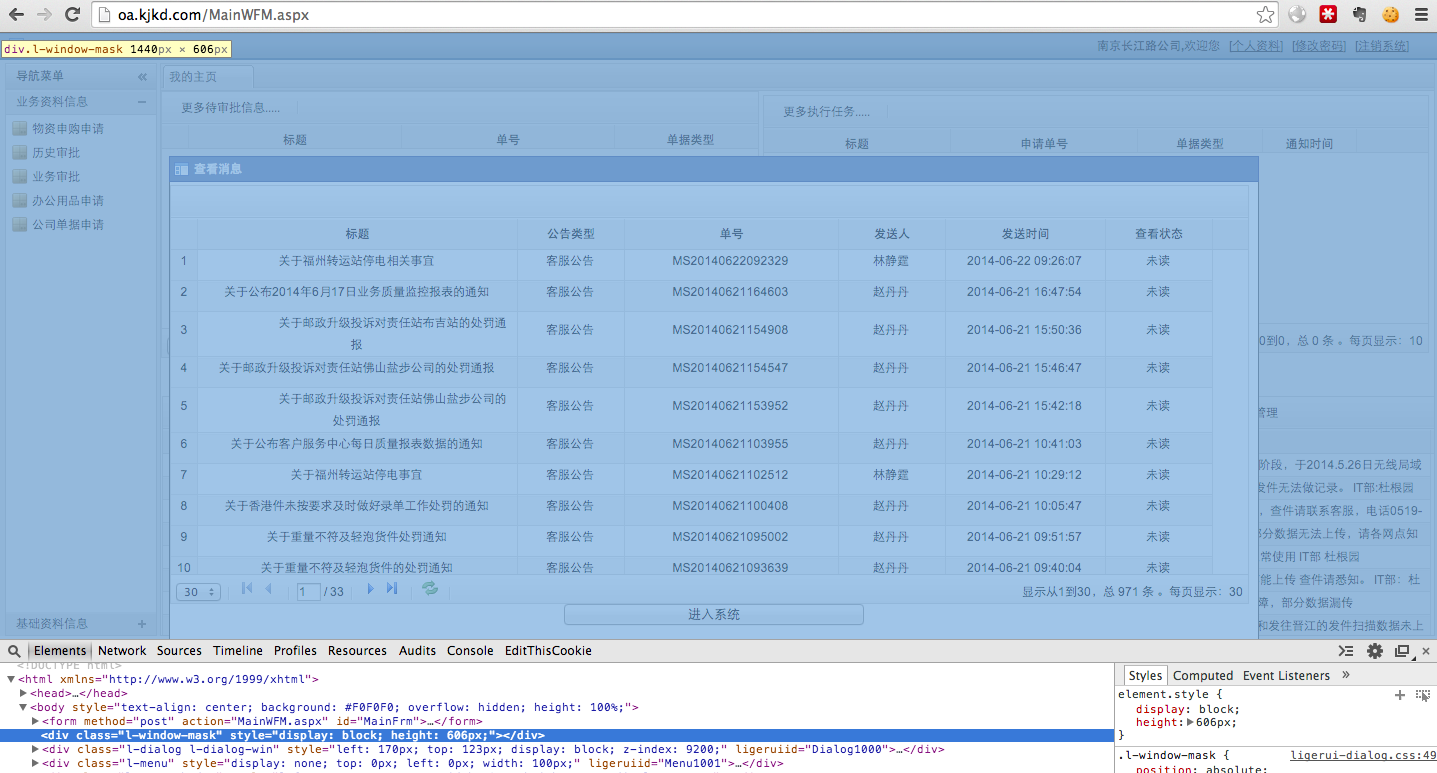 oa.kjkd.com/MainWFM.aspx
div.l-window-mask 1440px × 606px
南京长江路公司,欢迎您 [个人资料] [修改密码] [注销系统]
导航菜单 «
我的主页
业务资料信息
物资申购申请
历史审批
业务审批
办公用品申请
公司单据申请
基础资料信息 +
更多待审批信息.....
标题 单号 单据类型
更多执行任务.....
标题 申请单号 单据类型 通知时间
查看消息
标题 公告类型 单号 发送人 发送时间 查看状态
1 关于福州转运站停电相关事宜 客服公告 MS20140622092329 林静霆 2014-06-22 09:26:07 未读
2 关于公布2014年6月17日业务质量监控报表的通知 客服公告 MS20140621164603 赵丹丹 2014-06-21 16:47:54 未读
3 关于邮政升级投诉对责任站布吉站的处罚通
报 客服公告 MS20140621154908 赵丹丹 2014-06-21 15:50:36 未读
4 关于邮政升级投诉对责任站佛山盐步公司的处罚通报 客服公告 MS20140621154547 赵丹丹 2014-06-21 15:46:47 未读
5 关于邮政升级投诉对责任站佛山盐步公司的
处罚通报 客服公告 MS20140621153952 赵丹丹 2014-06-21 15:42:18 未读
6 关于公布客户服务中心每日质量报表数据的通知 客服公告 MS20140621103955 赵丹丹 2014-06-21 10:41:03 未读
7 关于福州转运站停电事宜 客服公告 MS20140621102512 林静霆 2014-06-21 10:29:12 未读
8 关于香港件未按要求及时做好录单工作处罚的通知 客服公告 MS20140621100408 赵丹丹 2014-06-21 10:05:47 未读
9 关于重量不符及轻泡货件处罚通知 客服公告 MS20140621095002 赵丹丹 2014-06-21 09:51:57 未读
10 关于重量不符及轻泡货件的处罚通知 客服公告 MS20140621093639 赵丹丹 2014-06-21 09:40:04 未读
30 1 / 33 显示从1到30，总 971 条 。每页显示：30
进入系统
0到0，总 0 条 。每页显示：10
管理
阶段，于2014.5.26日无线局域
发件无法做记录。 IT部:杜根园
，查件请联系客服，电话0519-
部分数据无法上传，请各网点知
常使用 IT部 杜根园
能上传 查件请悉知。 IT部：杜
障，部分数据漏传
和发往晋江的发件扫描数据未上
Elements Network Sources Timeline Profiles Resources Audits Console EditThisCookie
<!DOCTYPE html>
<html xmlns="http://www.w3.org/1999/xhtml">
<head>…</head>
<body style="text-align: center; background: #F0F0F0; overflow: hidden; height: 100%;">
<form method="post" action="MainWFM.aspx" id="MainFrm">…</form>
<div class="l-window-mask" style="display: block; height: 606px;"></div>
<div class="l-dialog l-dialog-win" style="left: 170px; top: 123px; display: block; z-index: 9200;" ligeruiid="Dialog1000">…</div>
<div class="l-menu" style="display: none; top: 0px; left: 0px; width: 100px;" ligeruiid="Menu1001">…</div>
Styles Computed Event Listeners »
element.style {
display: block;
height: 606px;
}
.l-window-mask { ligerui-dialog.css:49
position: absolute;